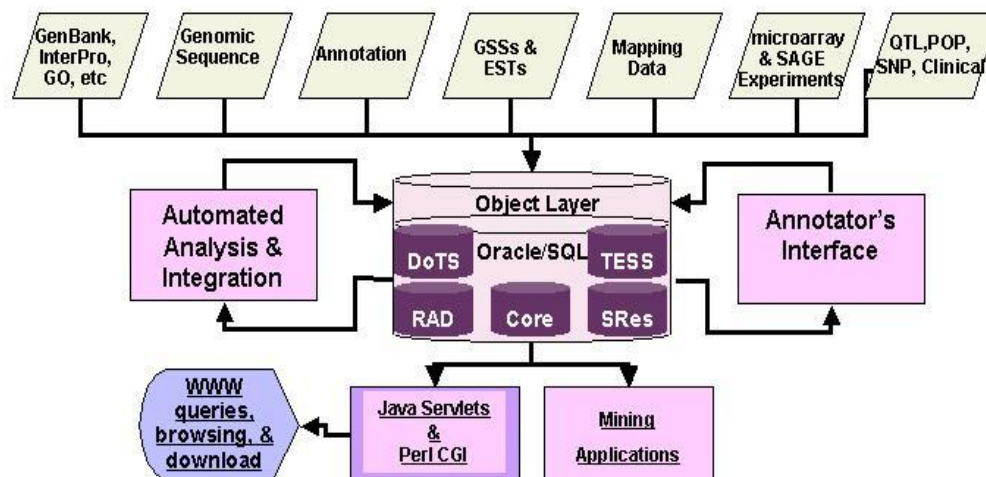 GenBank,
InterPro,
GO, etc
Genomic
Sequence
Annotation
GSSs &
ESTs
Mapping
Data
microarray
& SAGE
Experiments
QTL,POP,
SNP, Clinical
Automated
Analysis &
Integration
Object Layer
Oracle/SQL
DoTS
TESS
RAD
Core
SRes
Annotator's
Interface
WWW
queries,
browsing, &
download
Java Servlets
&
Perl CGI
Mining
Applications